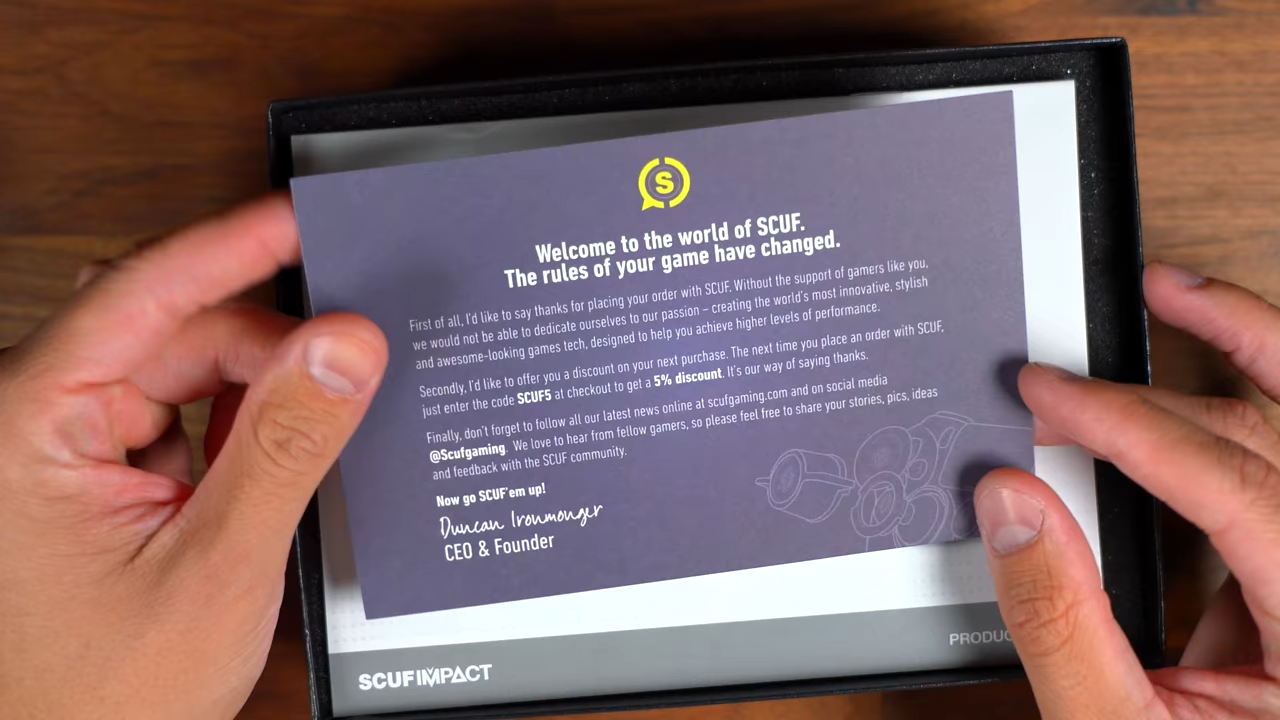 S
Welcome to the world of SCUF.
The rules of your game have changed.
First of all, I'd like to say thanks for placing your order with SCUF. Without the support of gamers like you,
we would not be able to dedicate ourselves to our passion – creating the world's most innovative, stylish
and awesome-looking games tech, designed to help you achieve higher levels of performance.
Secondly, I'd like to offer you a discount on your next purchase. The next time you place an order with SCUF,
just enter the code SCUF5 at checkout to get a 5% discount. It's our way of saying thanks.
Finally, don't forget to follow all our latest news online at scufgaming.com and on social media
@Scufgaming. We love to hear from fellow gamers, so please feel free to share your stories, pics, ideas
and feedback with the SCUF community.
Now go SCUF'em up!
Duncan Ironmonger
CEO & Founder
SCUF IMPACT